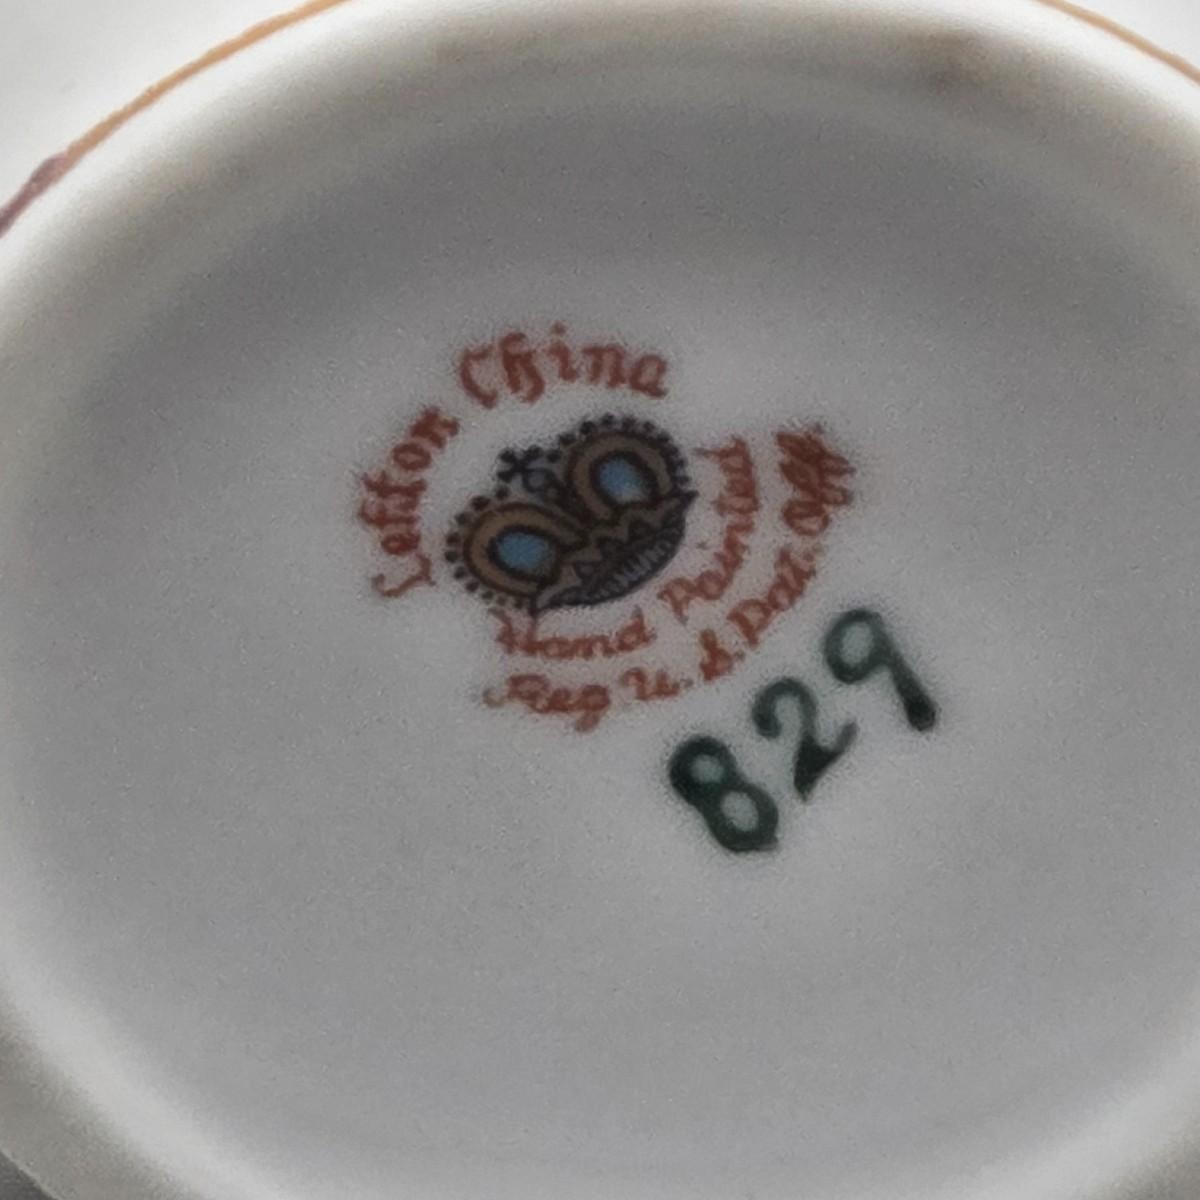 Lefton China
Hand Painted
Reg U. S. Pat. Off.
829